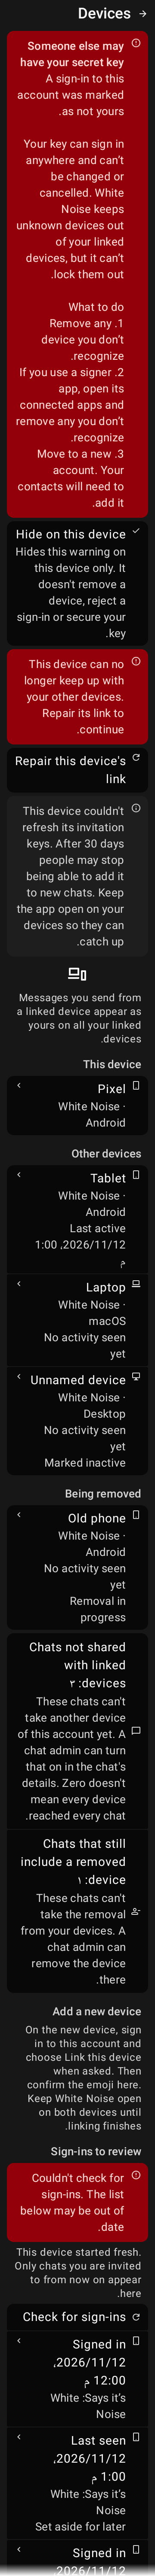 Devices
Someone else may
have your secret key
A sign-in to this
account was marked
as not yours.
Your key can sign in
anywhere and can't
be changed or
cancelled. White
Noise keeps
unknown devices out
of your linked
devices, but it can't
lock them out.
What to do
1. Remove any
device you don't
recognize.
2. If you use a signer
app, open its
connected apps and
remove any you don't
recognize.
3. Move to a new
account. Your
contacts will need to
add it.
Hide on this device
Hides this warning on
this device only. It
doesn't remove a
device, reject a
sign-in or secure your
key.
This device can no
longer keep up with
your other devices.
Repair its link to
continue.
Repair this device's
link
This device couldn't
refresh its invitation
keys. After 30 days
people may stop
being able to add it
to new chats. Keep
the app open on your
devices so they can
catch up.
Messages you send from
a linked device appear as
yours on all your linked
devices.
This device
Pixel
White Noise ·
Android
Other devices
Tablet
White Noise ·
Android
Last active
12‏/11‏/2026, 1:00
م
Laptop
White Noise ·
macOS
No activity seen
yet
Unnamed device
White Noise ·
Desktop
No activity seen
yet
Marked inactive
Being removed
Old phone
White Noise ·
Android
No activity seen
yet
Removal in
progress
Chats not shared
with linked
devices: ٣
These chats can't
take another device
of this account yet. A
chat admin can turn
that on in the chat's
details. Zero doesn't
mean every device
reached every chat.
Chats that still
include a removed
device: ١
These chats can't
take the removal
from your devices. A
chat admin can
remove the device
there.
Add a new device
On the new device, sign
in to this account and
choose Link this device
when asked. Then
confirm the emoji here.
Keep White Noise open
on both devices until
linking finishes.
Sign-ins to review
Couldn't check for
sign-ins. The list
below may be out of
date.
This device started fresh.
Only chats you are invited
to from now on appear
here.
Check for sign-ins
Signed in
12‏/11‏/2026،
12:00 م
Says it's: White
Noise
Last seen
12‏/11‏/2026،
1:00 م
Says it's: White
Noise
Set aside for later
Signed in
12‏/11‏/2026،